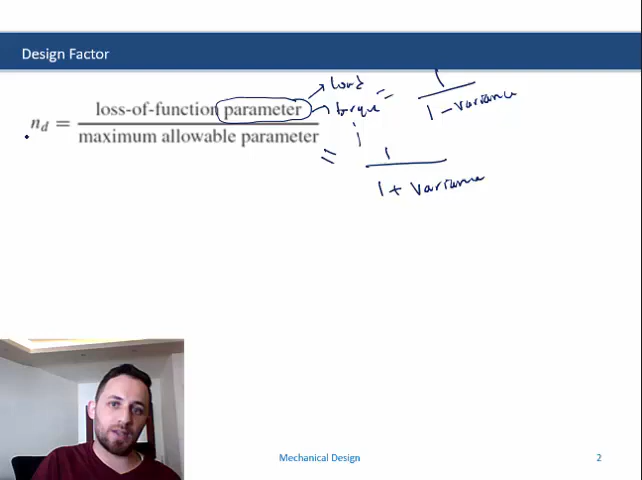 Design Factor
n_d = loss-of-function parameter
maximum allowable parameter
load
torque
= 1
1 - variance
= 1
1 + variance
Mechanical Design
2